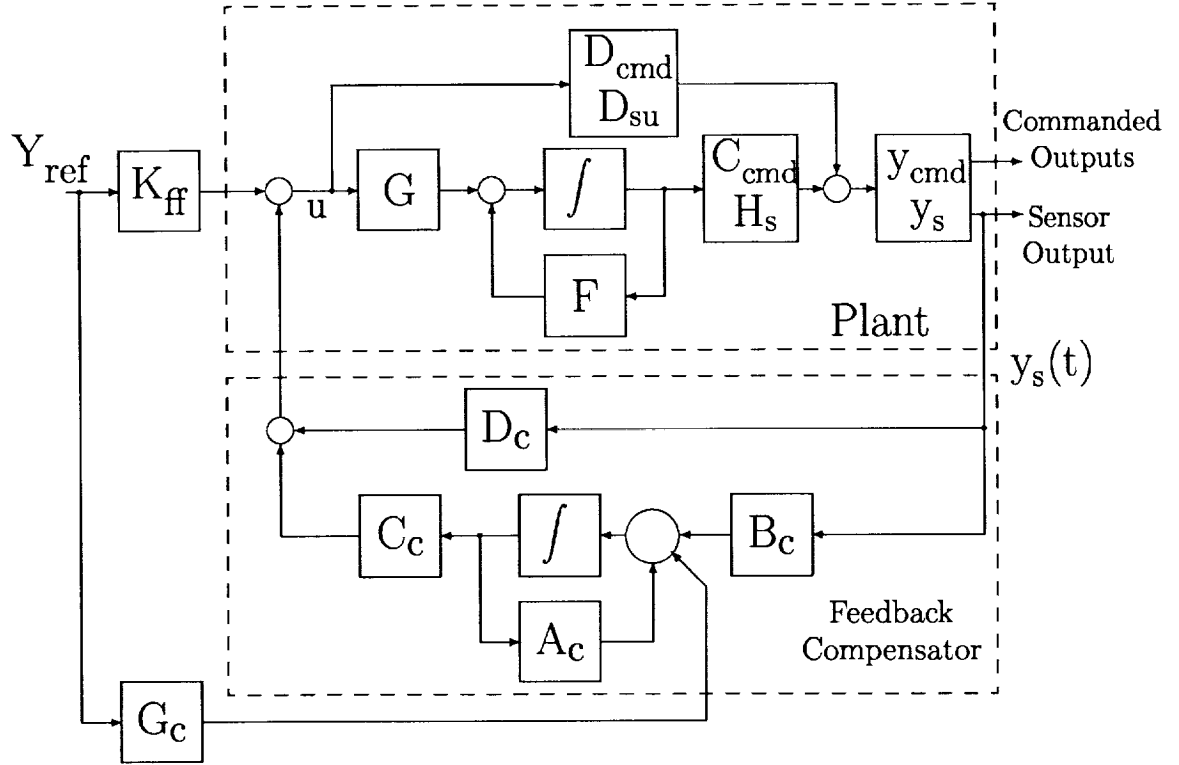 D_cmd
D_su
Y_ref
K_ff
u
G
∫
C_cmd
H_s
y_cmd
y_s
Commanded
Outputs
Sensor
Output
F
Plant
y_s(t)
D_c
C_c
∫
B_c
A_c
Feedback
Compensator
G_c